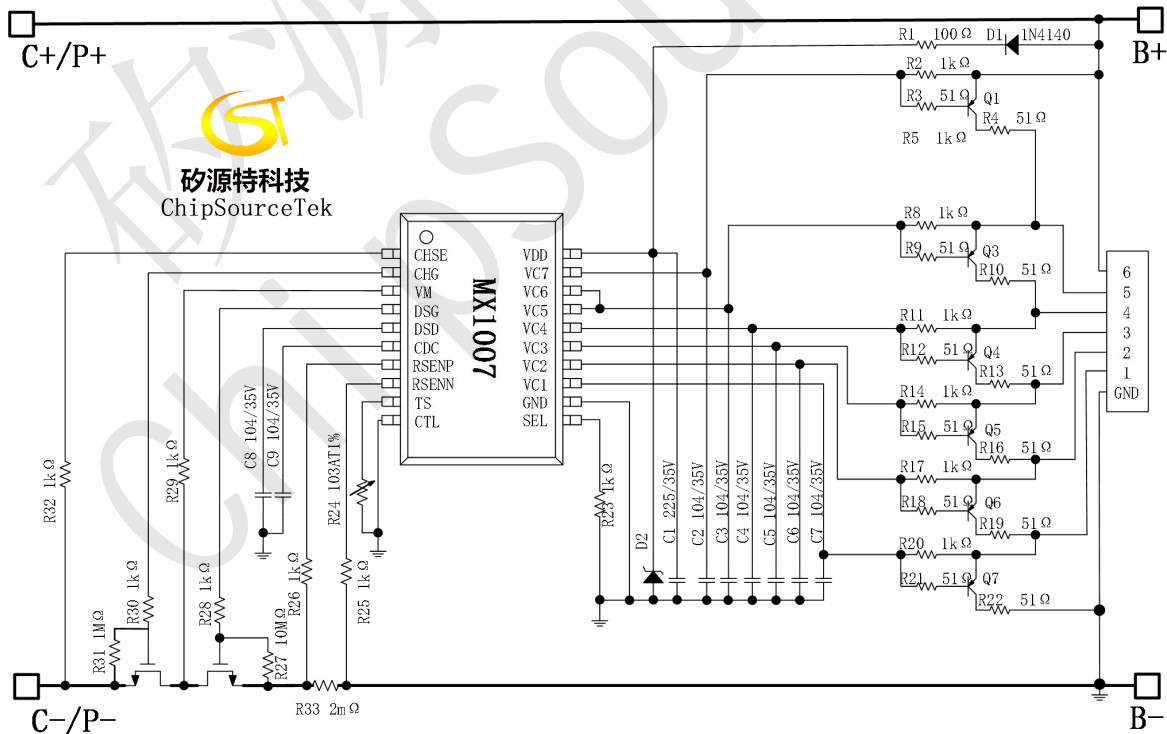 C+/P+
B+
R1 100Ω D1 1N4140
R2 1kΩ
R3 51Ω Q1
R4 51Ω
R5 1kΩ
矽源特科技
ChipSourceTek
R8 1kΩ
R9 51Ω Q3
R10 51Ω
R11 1kΩ
R12 51Ω Q4
R13 51Ω
R14 1kΩ
R15 51Ω Q5
R16 51Ω
R17 1kΩ
R18 51Ω Q6
R19 51Ω
R20 1kΩ
R21 51Ω Q7
R22 51Ω
6
5
4
3
2
1
GND
MX1007
CHSE
CHG
VM
DSG
DSD
CDC
RSENP
RSENN
TS
CTL
VDD
VC7
VC6
VC5
VC4
VC3
VC2
VC1
GND
SEL
R32 1kΩ
R31 1MΩ
R30 1kΩ
R29 1kΩ
R28 1kΩ
C8 104/35V
C9 104/35V
R27 10MΩ
R26 1kΩ
R24 103AT1%
R25 1kΩ
R23 1kΩ
D2
C1 225/35V
C2 104/35V
C3 104/35V
C4 104/35V
C5 104/35V
C6 104/35V
C7 104/35V
R33 2mΩ
C-/P-
B-
矽源
ChipSou